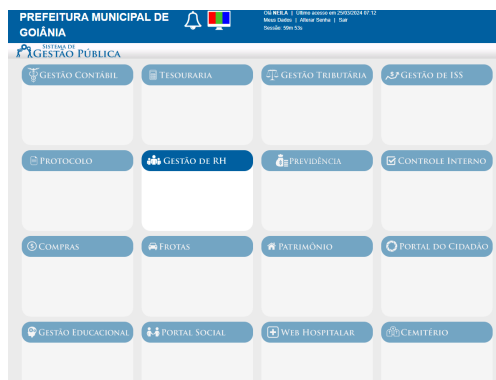 PREFEITURA MUNICIPAL DE GOIÂNIA
Olá NEILA | Último acesso em 25/03/2024 07:12
Meus Dados | Alterar Senha | Sair
Sessão: 59m 53s
SISTEMA DE
GESTÃO PÚBLICA
GESTÃO CONTÁBIL
TESOURARIA
GESTÃO TRIBUTÁRIA
GESTÃO DE ISS
PROTOCOLO
GESTÃO DE RH
PREVIDÊNCIA
CONTROLE INTERNO
COMPRAS
FROTAS
PATRIMÔNIO
PORTAL DO CIDADÃO
GESTÃO EDUCACIONAL
PORTAL SOCIAL
WEB HOSPITALAR
CEMITÉRIO